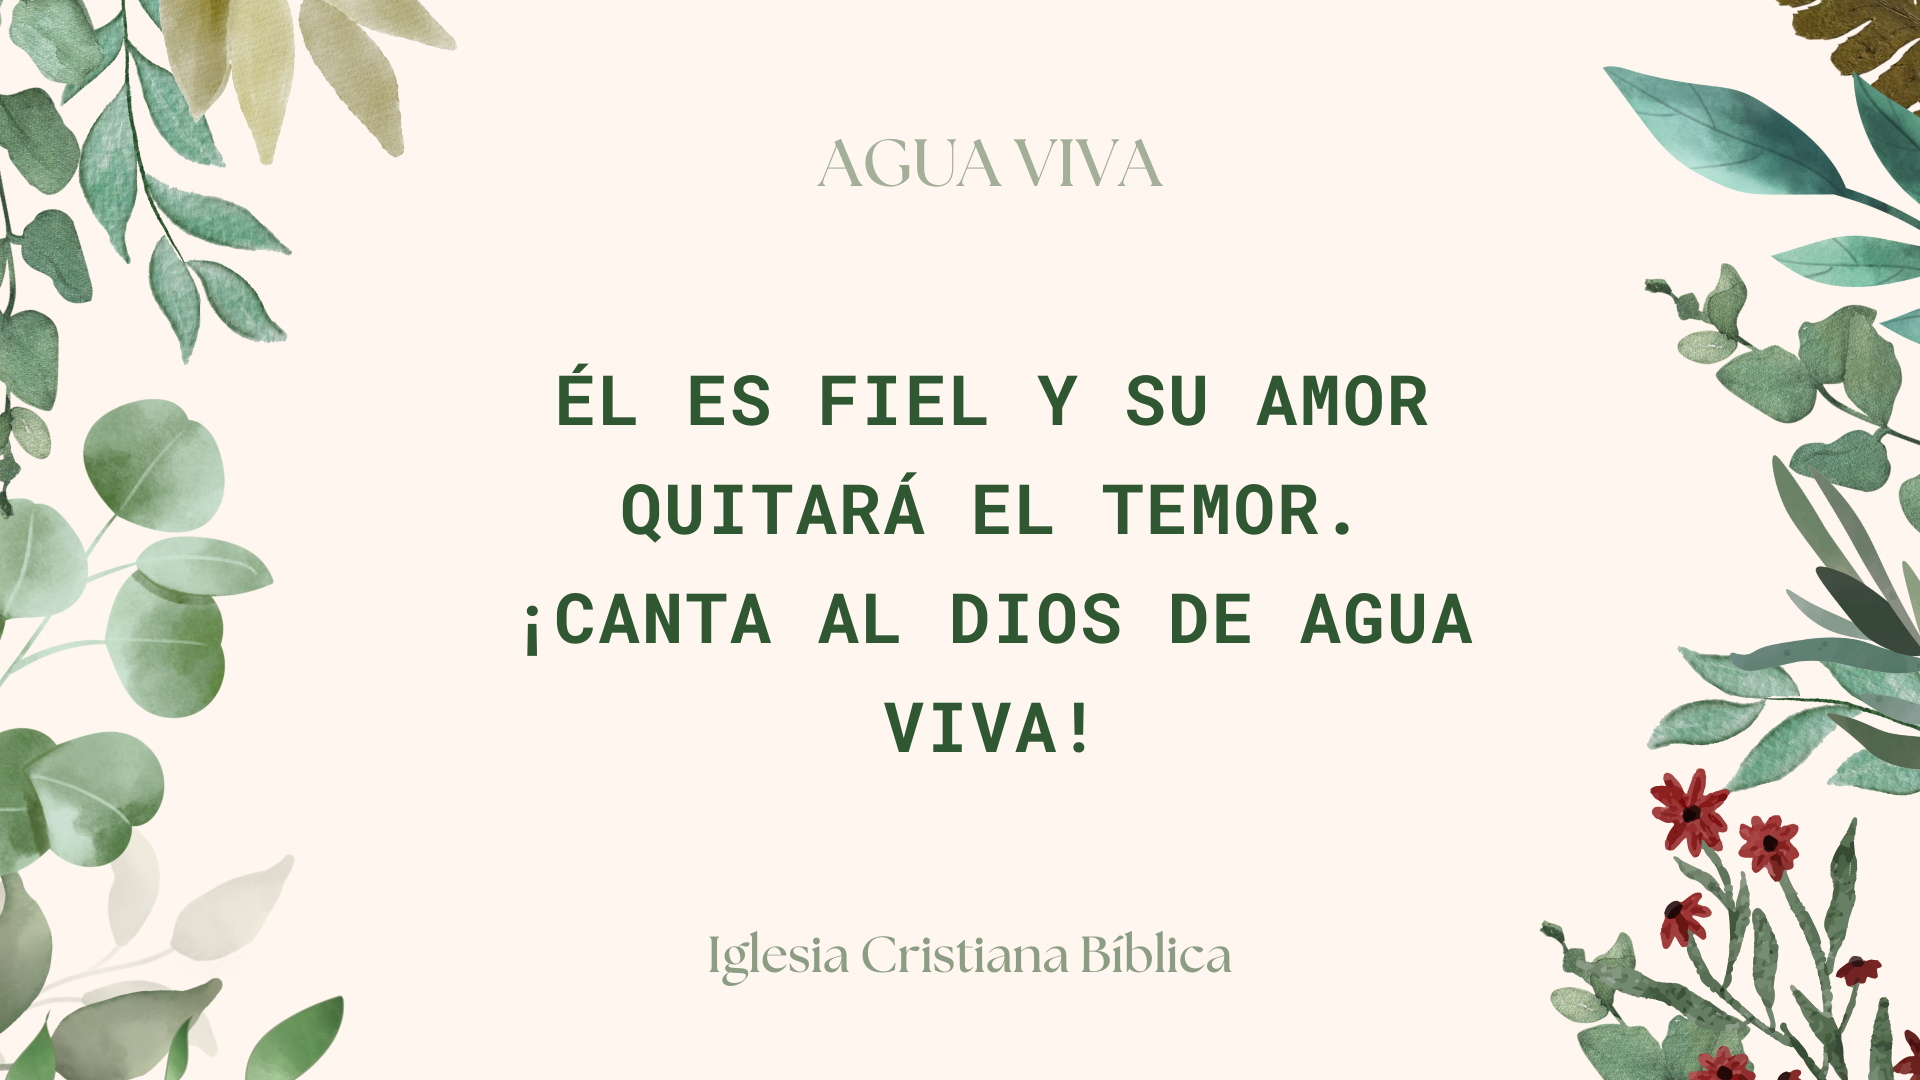 AGUA VIVA
ÉL ES FIEL Y SU AMOR
QUITARÁ EL TEMOR.
¡CANTA AL DIOS DE AGUA
VIVA!
Iglesia Cristiana Bíblica